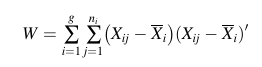 W = \sum_{i=1}^{g} \sum_{j=1}^{n_i} (X_{ij} - \overline{X}_i)(X_{ij} - \overline{X}_i)'